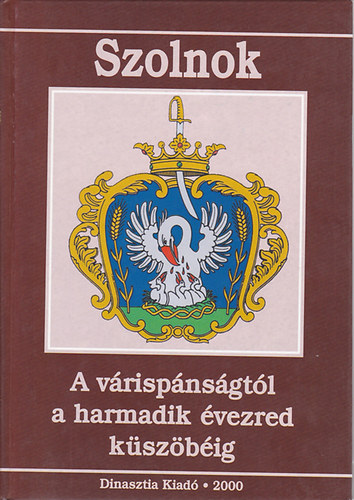 Szolnok
A várispánságtól
a harmadik évezred
küszöbéig
Dinasztia Kiadó • 2000